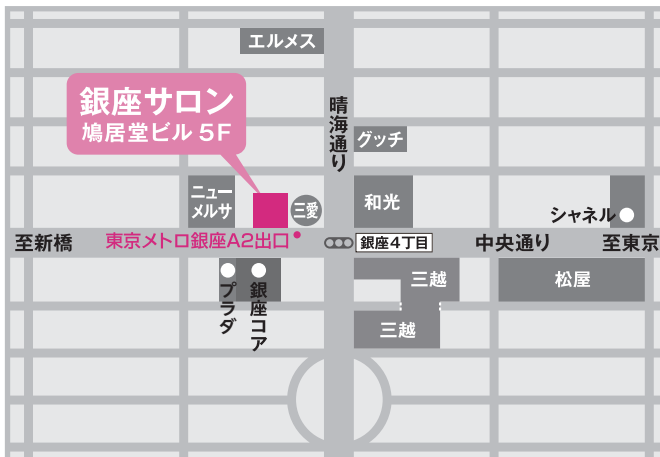 エルメス
銀座サロン
鳩居堂ビル 5F
晴海通り
グッチ
ニュー
メルサ
三愛
和光
シャネル
至新橋
東京メトロ銀座A2出口
銀座4丁目
中央通り
至東京
プラダ
銀座コア
三越
松屋
三越